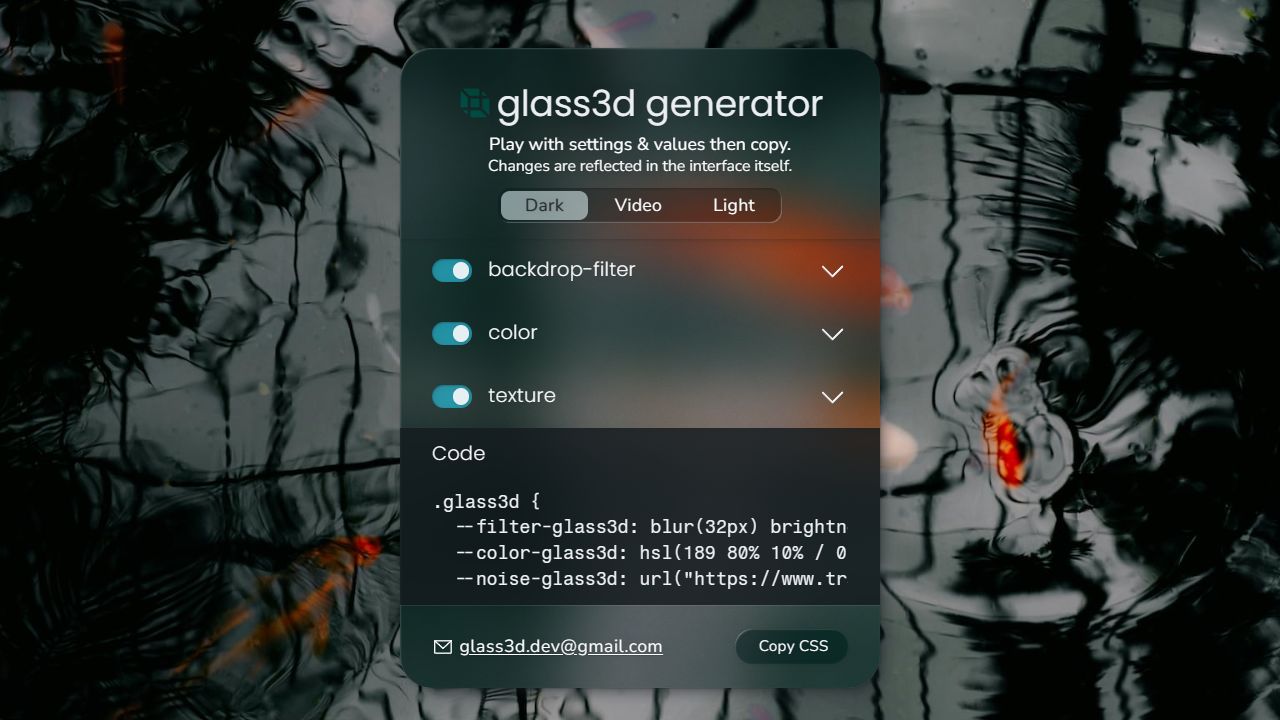 glass3d generator
Play with settings & values then copy.
Changes are reflected in the interface itself.
Dark Video Light
backdrop-filter
color
texture
Code
.glass3d {
--filter-glass3d: blur(32px) brightn
--color-glass3d: hsl(189 80% 10% / 0
--noise-glass3d: url("https://www.tr
glass3d.dev@gmail.com Copy CSS